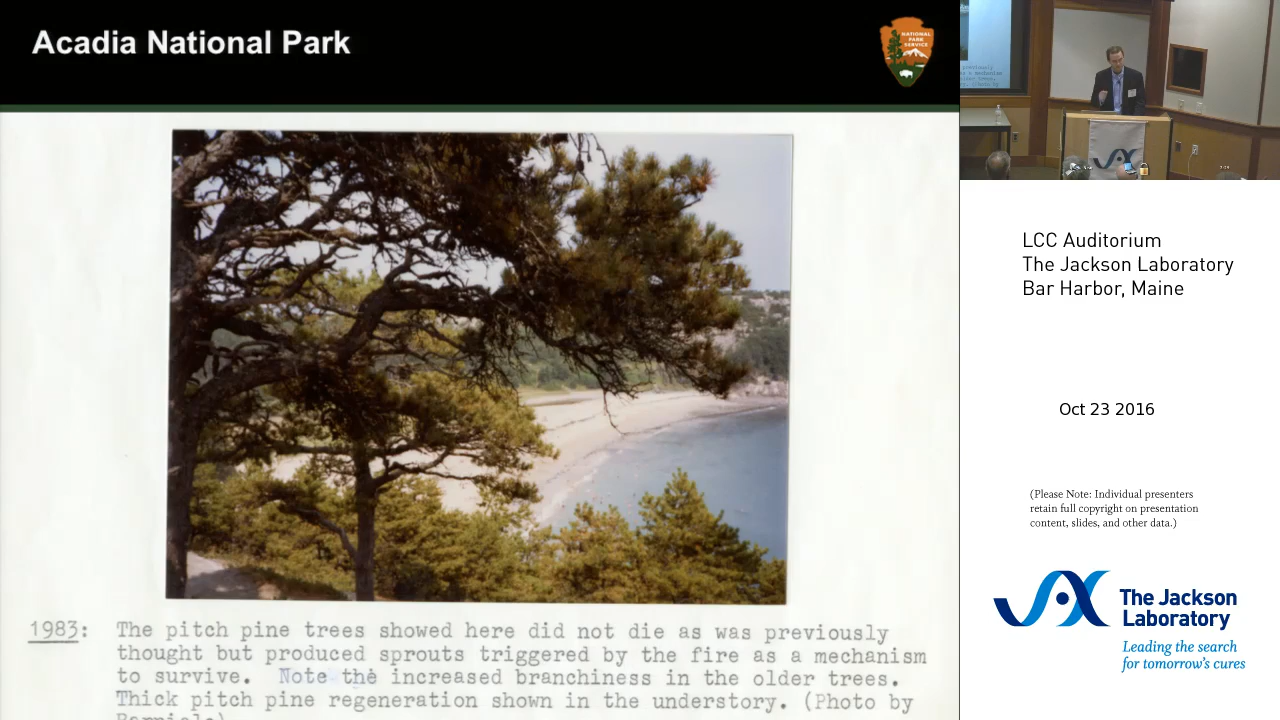 Acadia National Park
NATIONAL
PARK
SERVICE
1983: The pitch pine trees showed here did not die as was previously
thought but produced sprouts triggered by the fire as a mechanism
to survive. Note the increased branchiness in the older trees.
Thick pitch pine regeneration shown in the understory. (Photo by
LCC Auditorium
The Jackson Laboratory
Bar Harbor, Maine
Oct 23 2016
(Please Note: Individual presenters
retain full copyright on presentation
content, slides, and other data.)
The Jackson
Laboratory
Leading the search
for tomorrow's cures